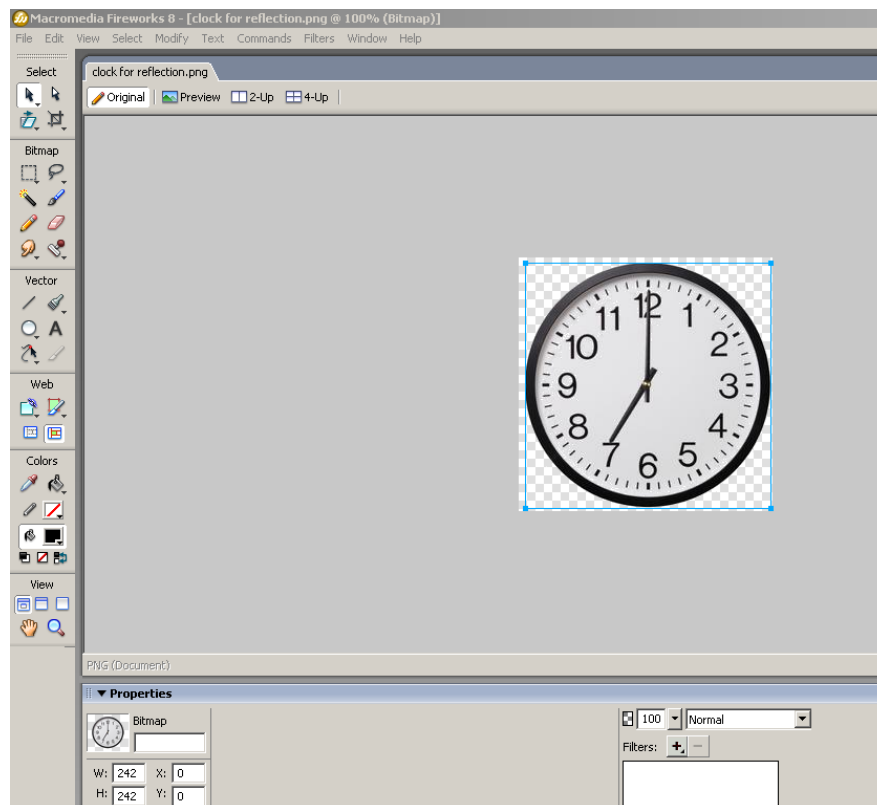 Macromedia Fireworks 8 - [clock for reflection.png @ 100% (Bitmap)]
File Edit View Select Modify Text Commands Filters Window Help
Select
clock for reflection.png
Original Preview 2-Up 4-Up
Bitmap
Vector
A
Web
Colors
View
12
11 1
10 2
9 3
8 4
7 5
6
PNG (Document)
Properties
Bitmap
100 Normal
Filters:
W: 242 X: 0
H: 242 Y: 0